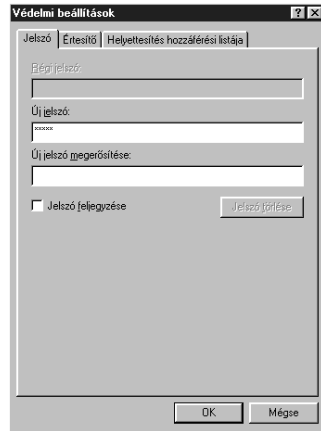 Védelmi beállítások
Jelszó Értesítő Helyettesítés hozzáférési listája
Régi jelszó:
Új jelszó:
xxxxx
Új jelszó megerősítése:
Jelszó feljegyzése Jelszó törlése
OK Mégse